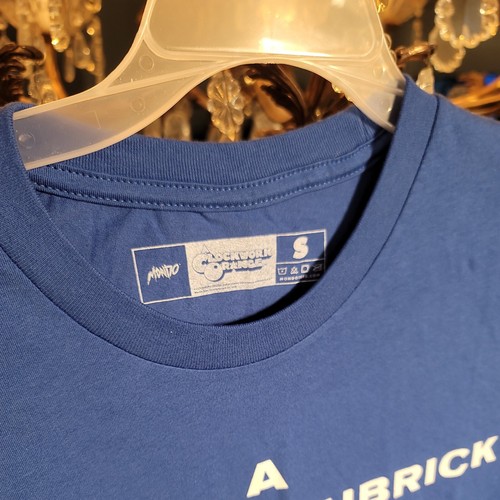 MONDO
A
CLOCKWORK
ORANGE
S
A
UBRICK